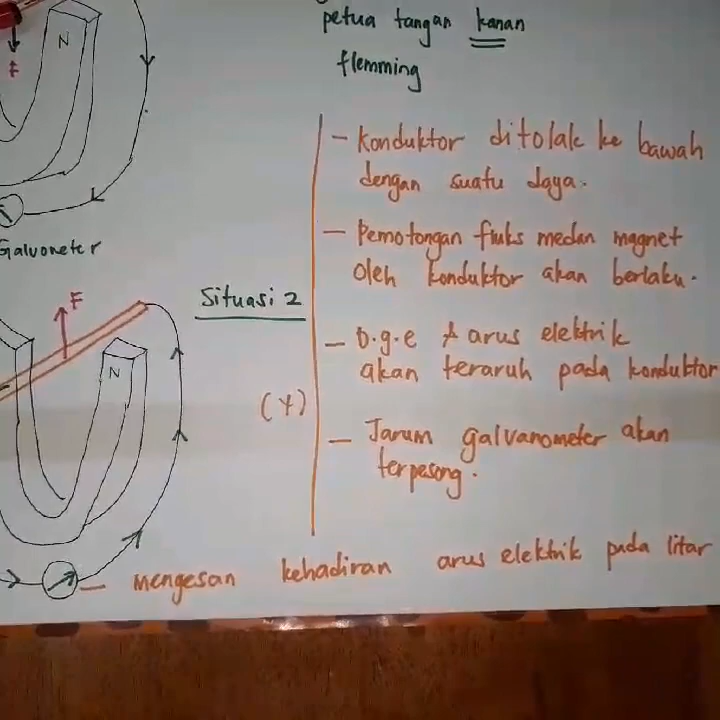 petua tangan kanan
flemming
N
F
- Konduktor ditolak ke bawah
dengan suatu daya.
- Pemotongan fluks medan magnet
oleh konduktor akan berlaku.
Galvometer
F
Situasi 2
N
- D.g.e & arus elektrik
akan teraruh pada konduktor
- Jarum galvanometer akan
terpesong.
- mengesan kehadiran arus elektrik pada litar